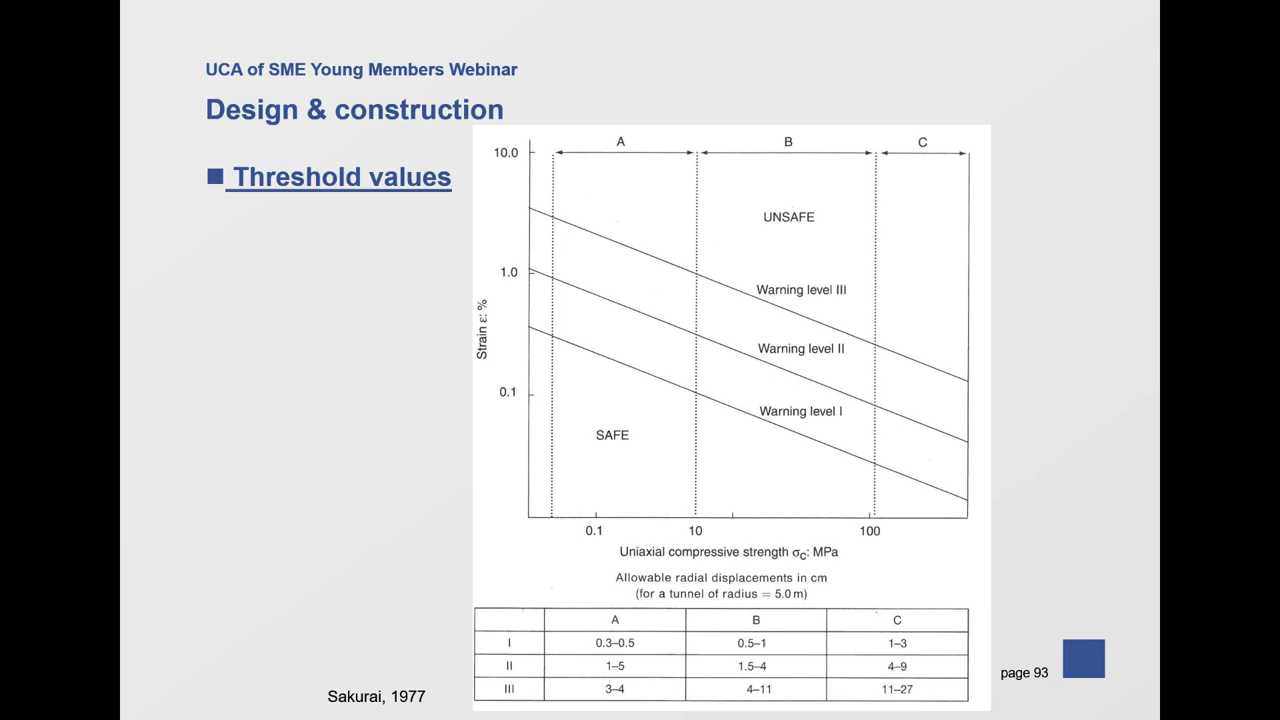 UCA of SME Young Members Webinar
Design & construction
Threshold values
A
B
C
10.0
UNSAFE
1.0
Warning level III
Strain ε: %
Warning level II
0.1
Warning level I
SAFE
0.1
10
100
Uniaxial compressive strength σc: MPa
Allowable radial displacements in cm
(for a tunnel of radius = 5.0 m)
A B C
I 0.3–0.5 0.5–1 1–3
II 1–5 1.5–4 4–9
III 3–4 4–11 11–27
page 93
Sakurai, 1977